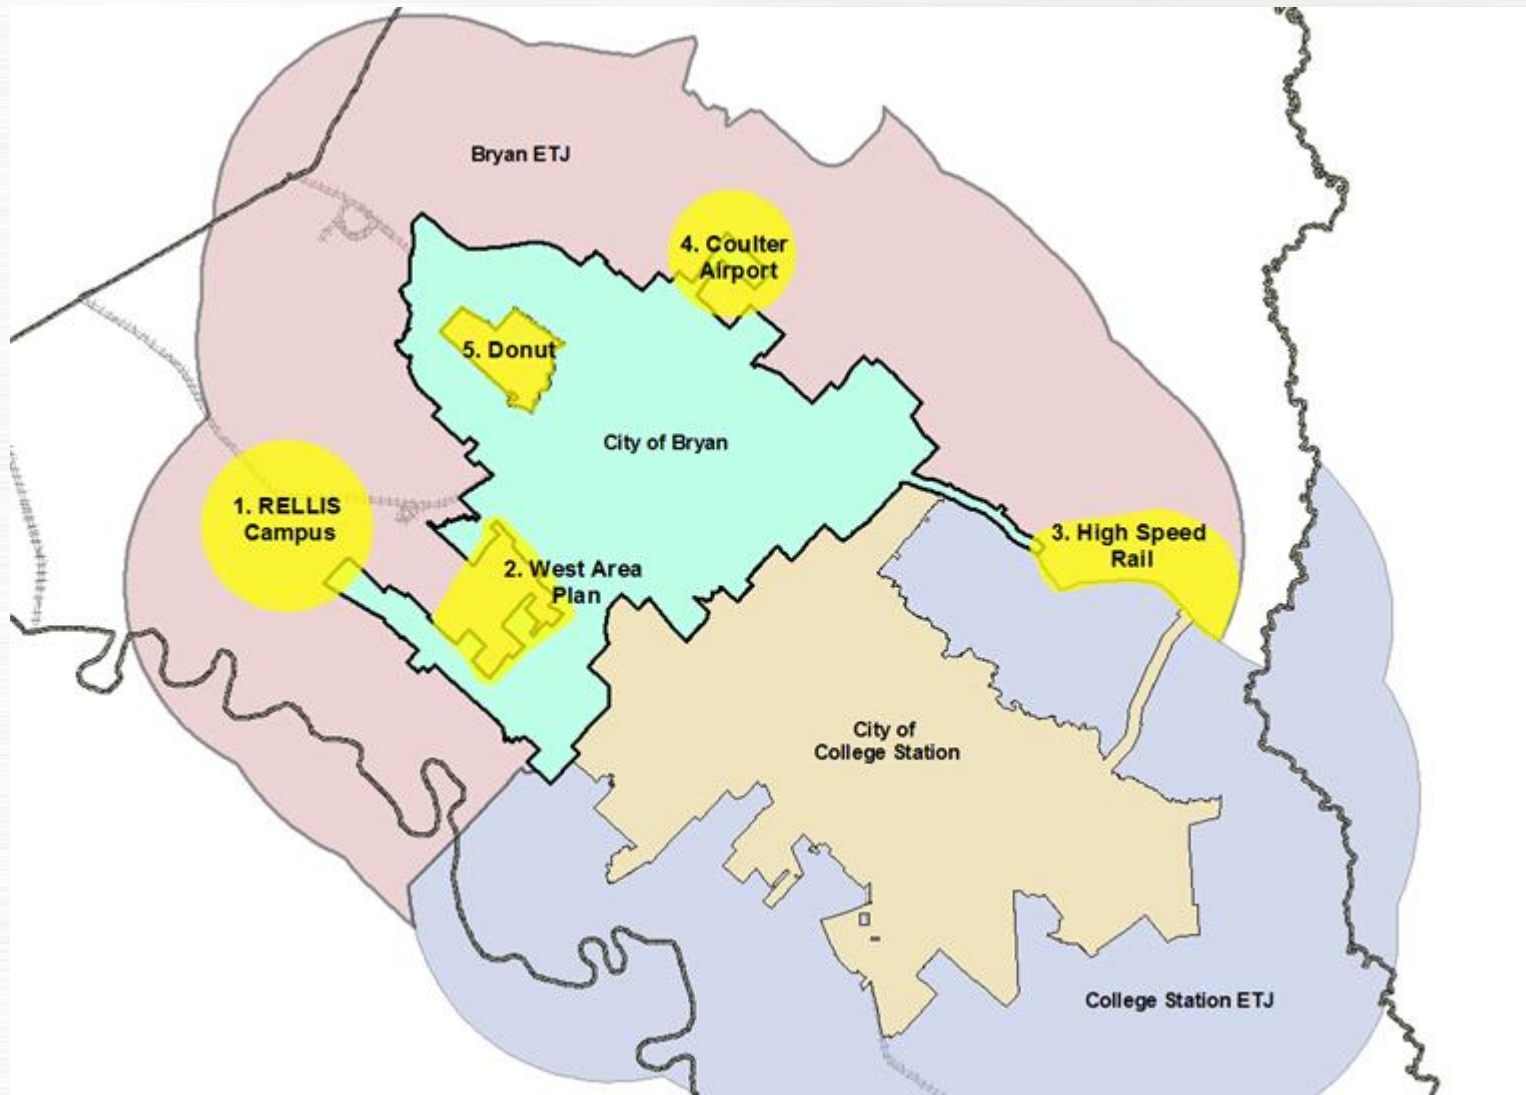 Bryan ETJ
4. Coulter
Airport
5. Donut
City of Bryan
1. RELLIS
Campus
3. High Speed
Rail
2. West Area
Plan
City of
College Station
College Station ETJ